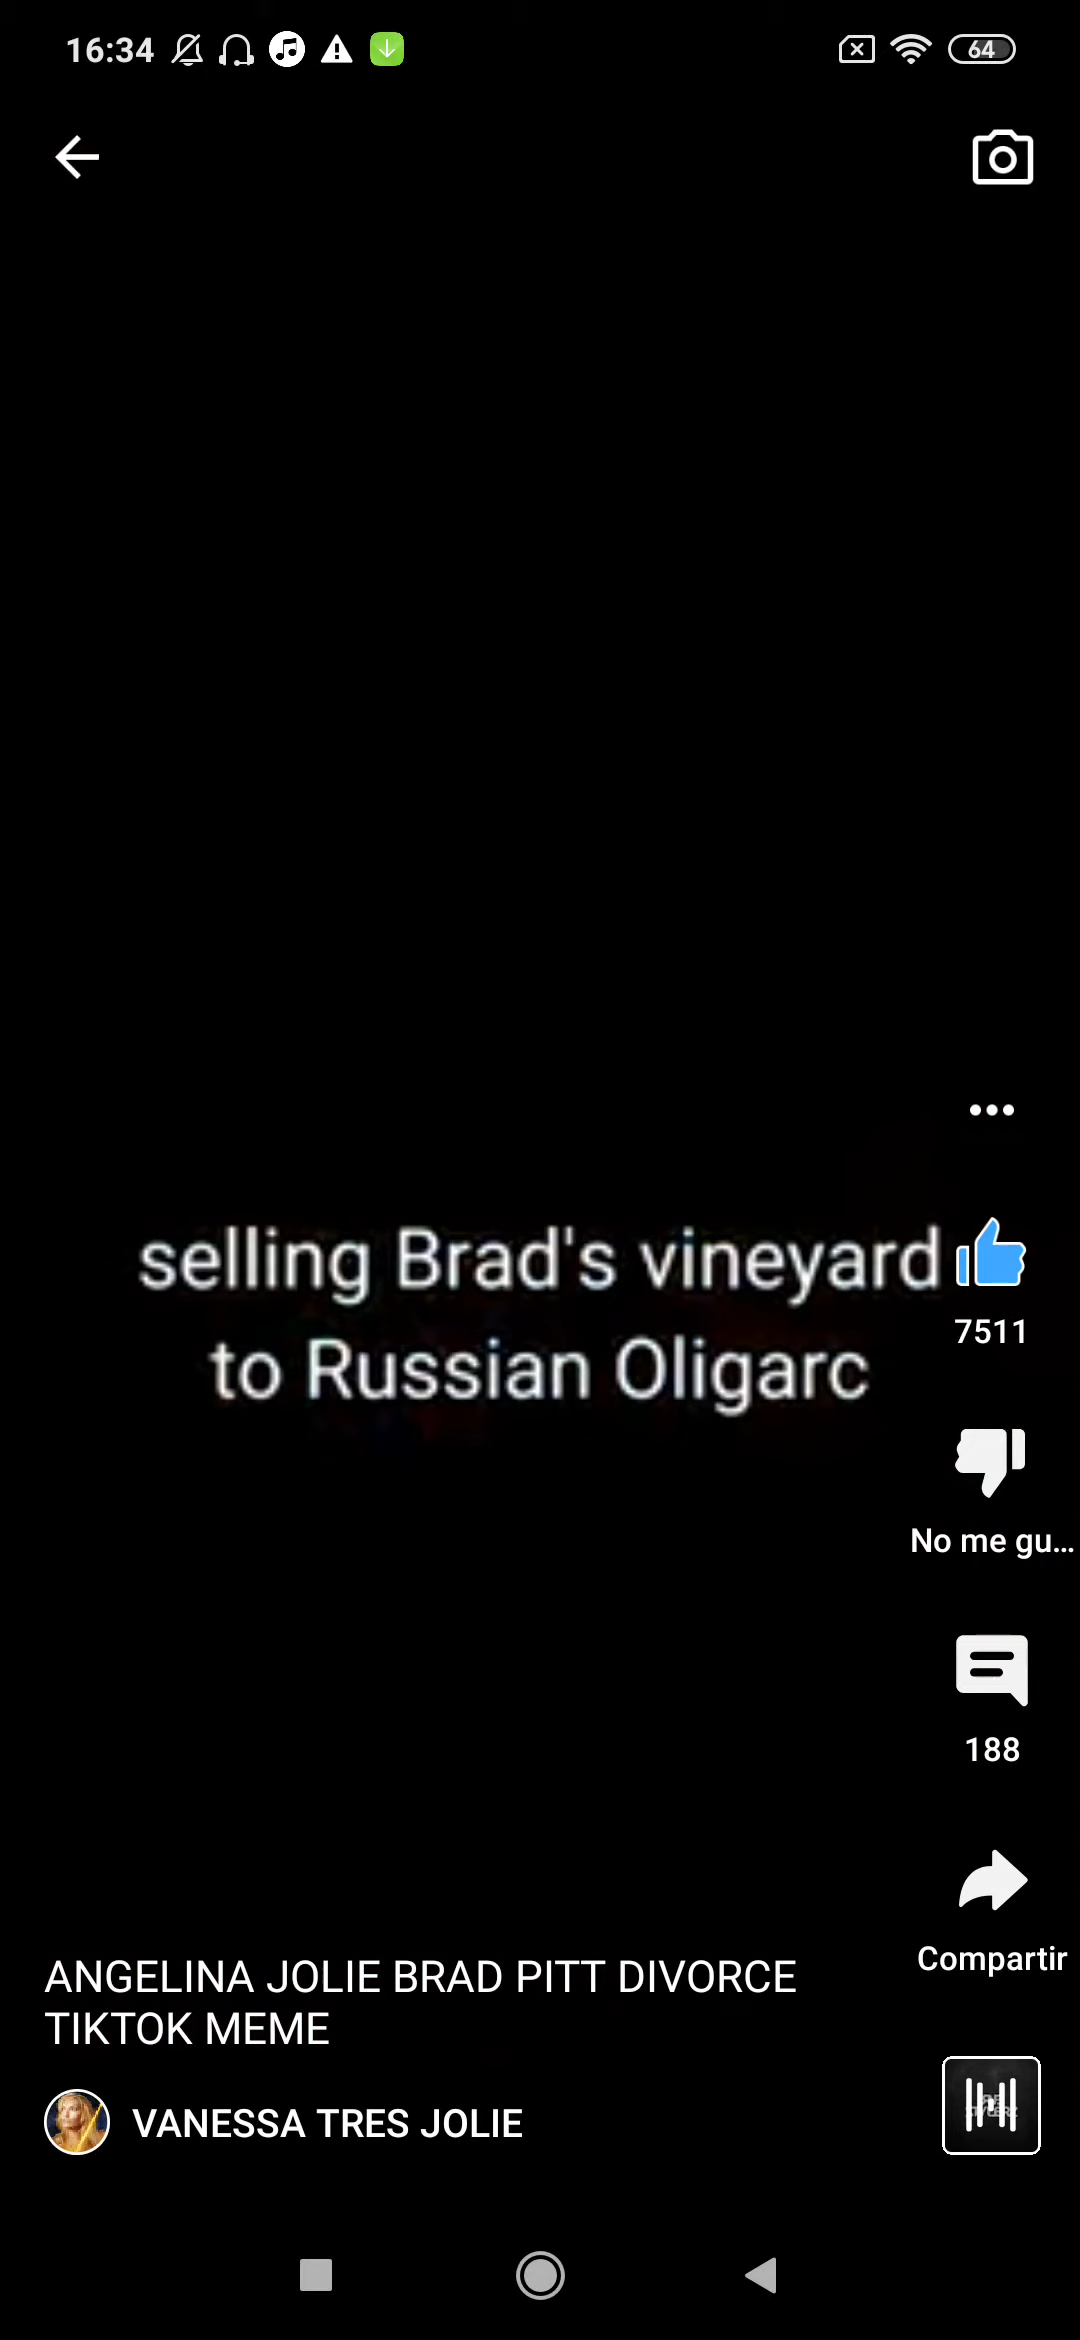 16:34
64
selling Brad's vineyard
to Russian Oligarc
7511
No me gu...
188
Compartir
ANGELINA JOLIE BRAD PITT DIVORCE
TIKTOK MEME
VANESSA TRES JOLIE